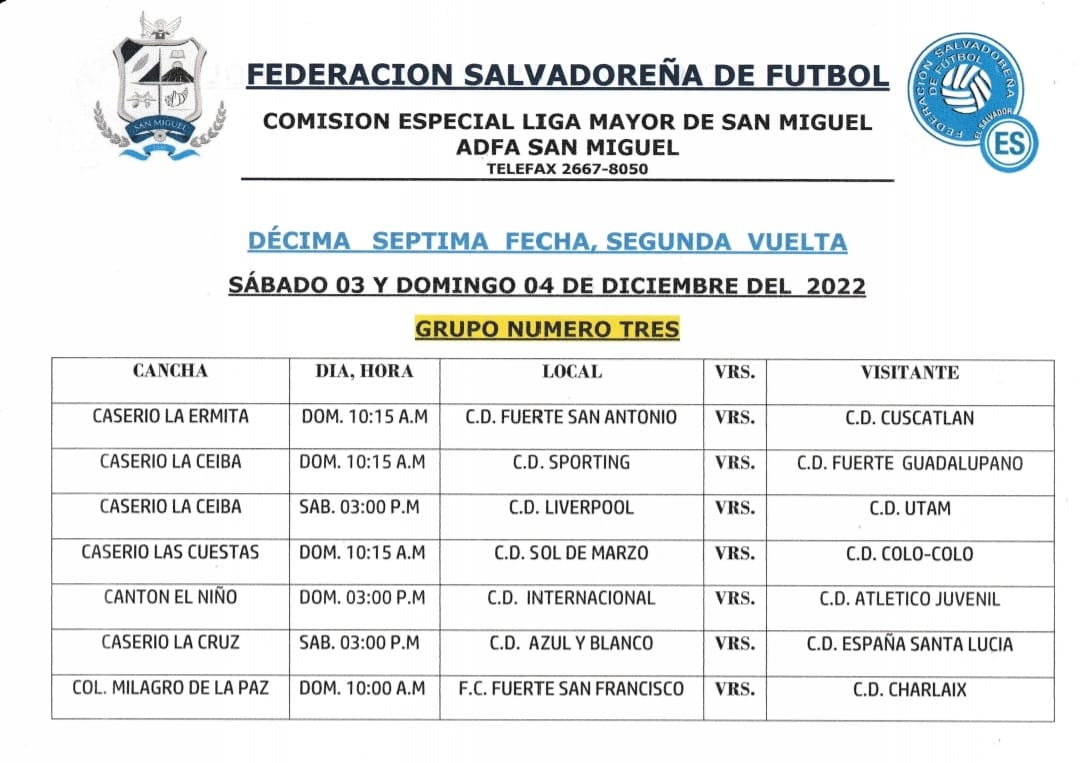 FEDERACION SALVADOREÑA DE FUTBOL
COMISION ESPECIAL LIGA MAYOR DE SAN MIGUEL
ADFA SAN MIGUEL
TELEFAX 2667-8050
SAN MIGUEL
FEDERACIÓN SALVADOREÑA DE FÚTBOL
EL SALVADOR
ES
DÉCIMA SEPTIMA FECHA, SEGUNDA VUELTA
SÁBADO 03 Y DOMINGO 04 DE DICIEMBRE DEL 2022
GRUPO NUMERO TRES
CANCHA DIA, HORA LOCAL VRS. VISITANTE
CASERIO LA ERMITA DOM. 10:15 A.M C.D. FUERTE SAN ANTONIO VRS. C.D. CUSCATLAN
CASERIO LA CEIBA DOM. 10:15 A.M C.D. SPORTING VRS. C.D. FUERTE GUADALUPANO
CASERIO LA CEIBA SAB. 03:00 P.M C.D. LIVERPOOL VRS. C.D. UTAM
CASERIO LAS CUESTAS DOM. 10:15 A.M C.D. SOL DE MARZO VRS. C.D. COLO-COLO
CANTON EL NIÑO DOM. 03:00 P.M C.D. INTERNACIONAL VRS. C.D. ATLETICO JUVENIL
CASERIO LA CRUZ SAB. 03:00 P.M C.D. AZUL Y BLANCO VRS. C.D. ESPAÑA SANTA LUCIA
COL. MILAGRO DE LA PAZ DOM. 10:00 A.M F.C. FUERTE SAN FRANCISCO VRS. C.D. CHARLAIX